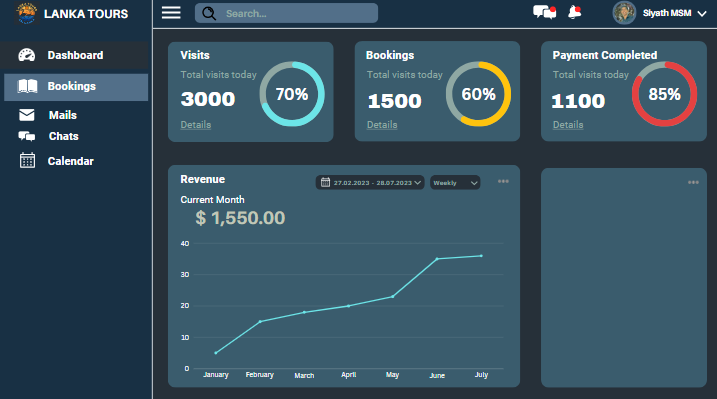 LANKA TOURS
Search...
Slyath MSM
Dashboard
Bookings
Mails
Chats
Calendar
Visits
Total visits today
3000
70%
Details
Bookings
Total visits today
1500
60%
Details
Payment Completed
Total visits today
1100
85%
Details
Revenue
27.02.2023 - 28.07.2023
Weekly
Current Month
$ 1,550.00
40
30
20
10
0
January February March April May June July